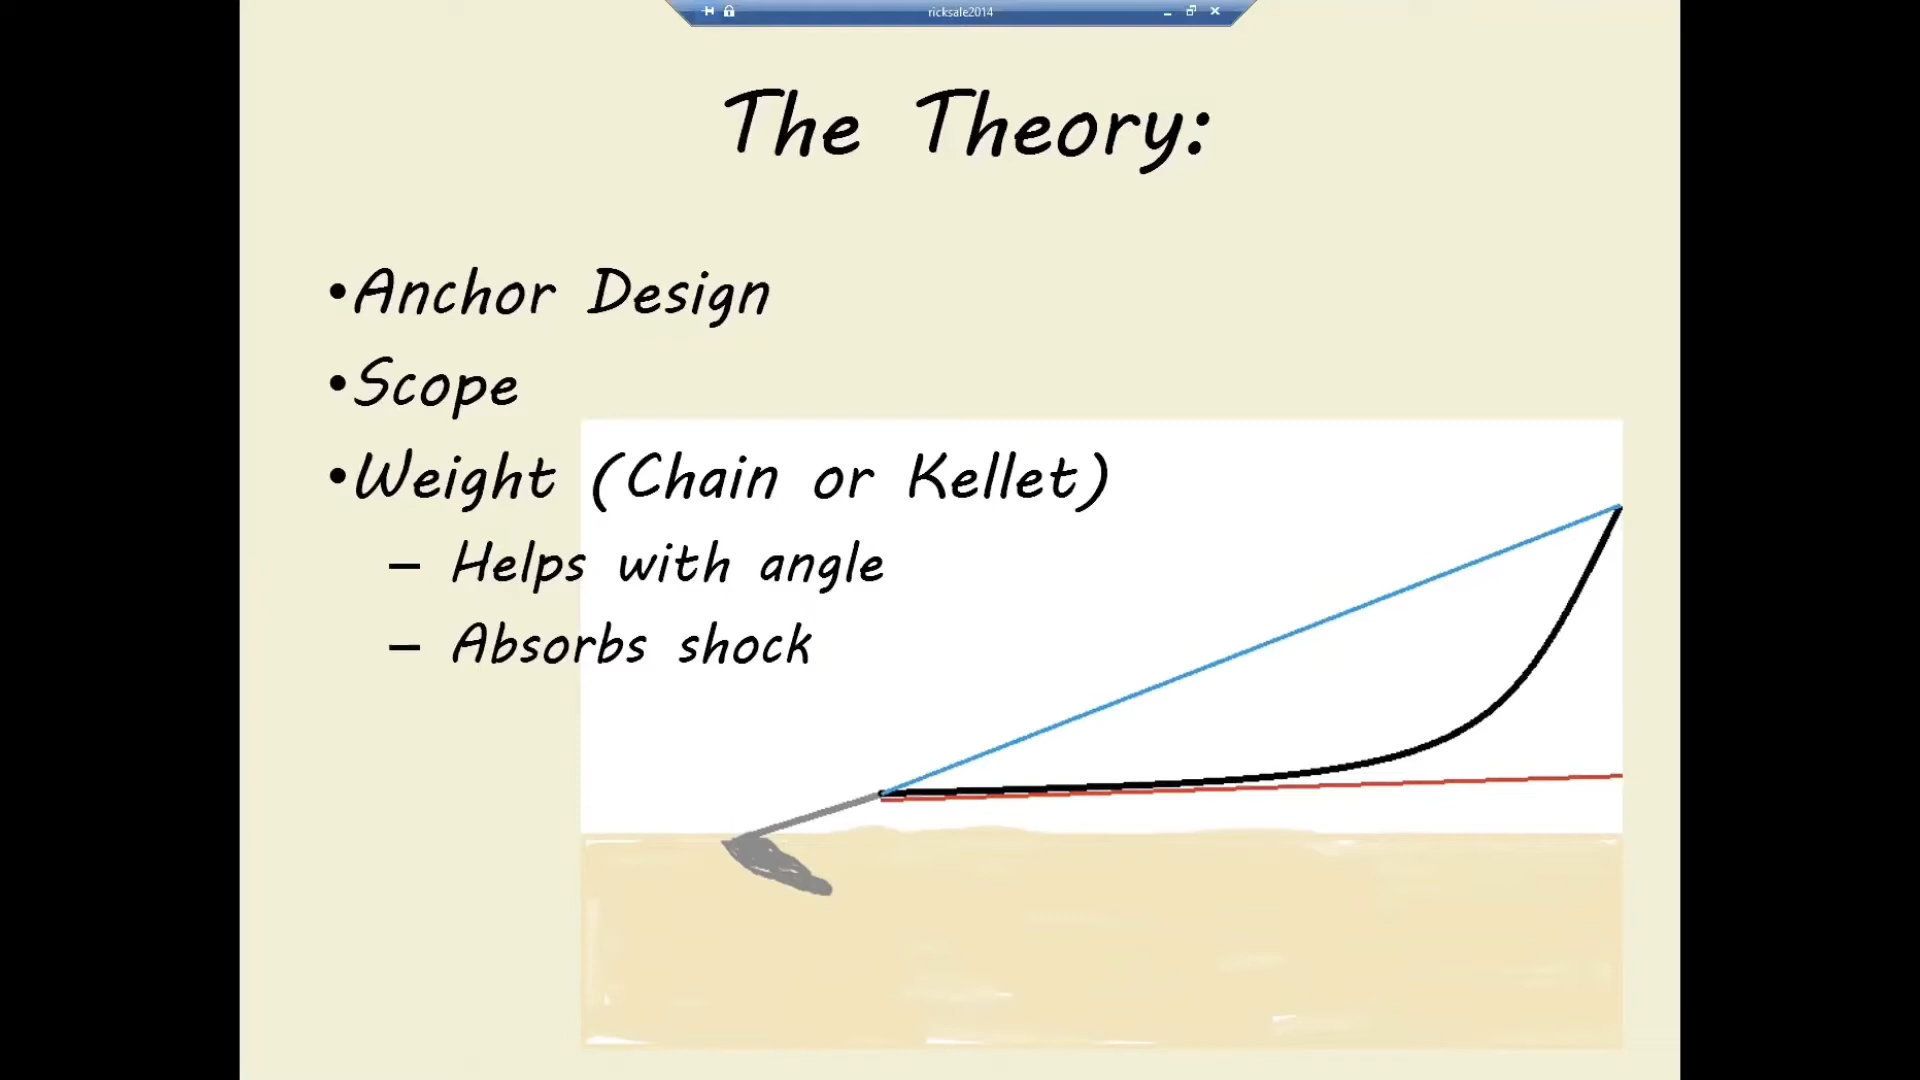 ricksale2014
The Theory:
•Anchor Design
•Scope
•Weight (Chain or Kellet)
– Helps with angle
– Absorbs shock